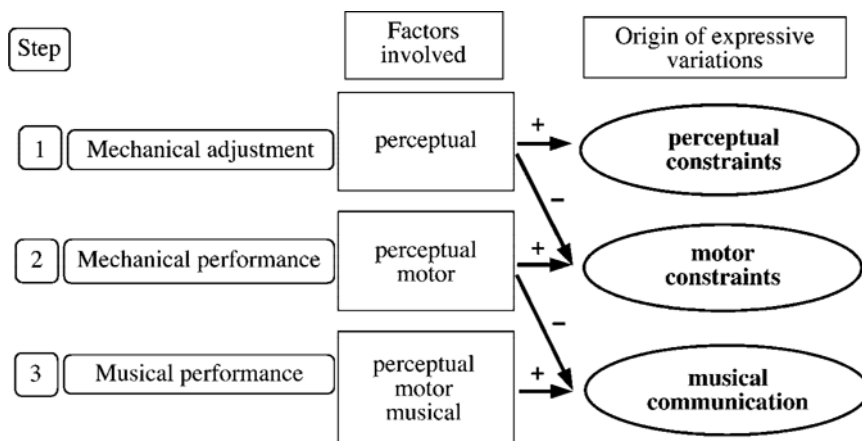 Step
Factors
involved
Origin of expressive
variations
1
Mechanical adjustment
perceptual
+
perceptual
constraints
–
2
Mechanical performance
perceptual
motor
+
motor
constraints
–
3
Musical performance
perceptual
motor
musical
+
musical
communication